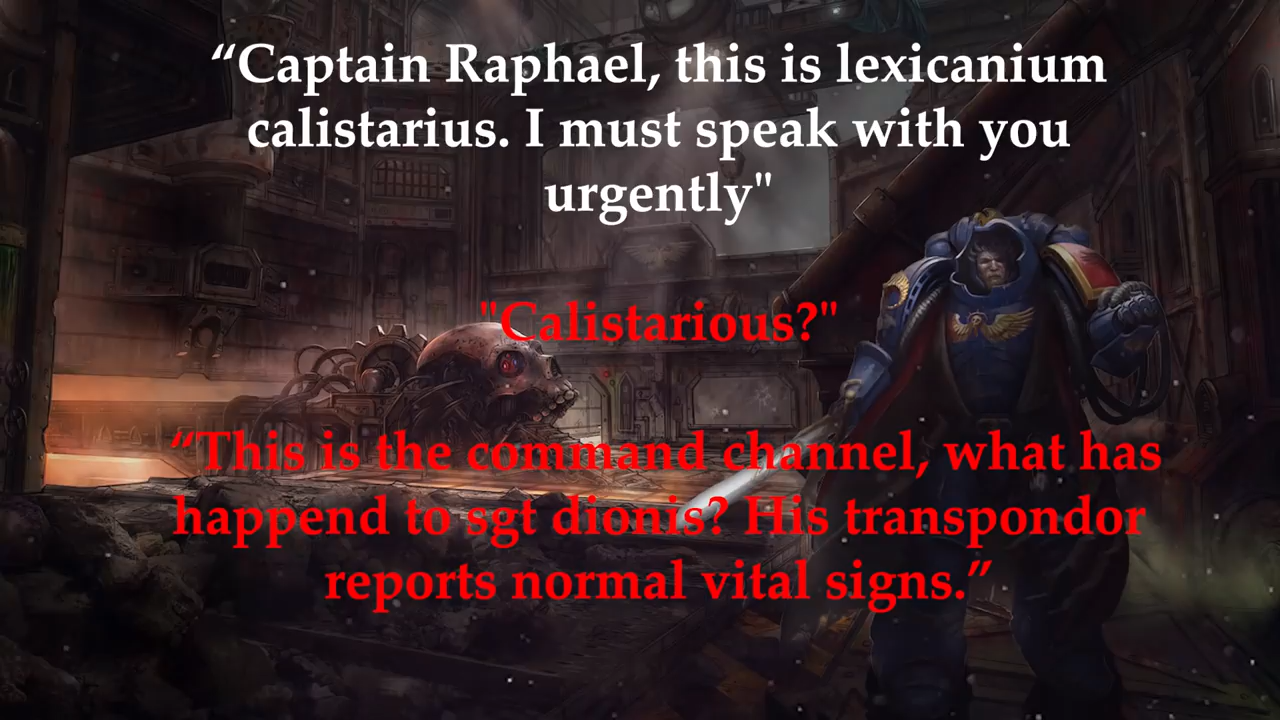 “Captain Raphael, this is lexicanium
calistarius. I must speak with you
urgently"
"Calistarious?"
“This is the command channel, what has
happend to sgt dionis? His transpondor
reports normal vital signs.”